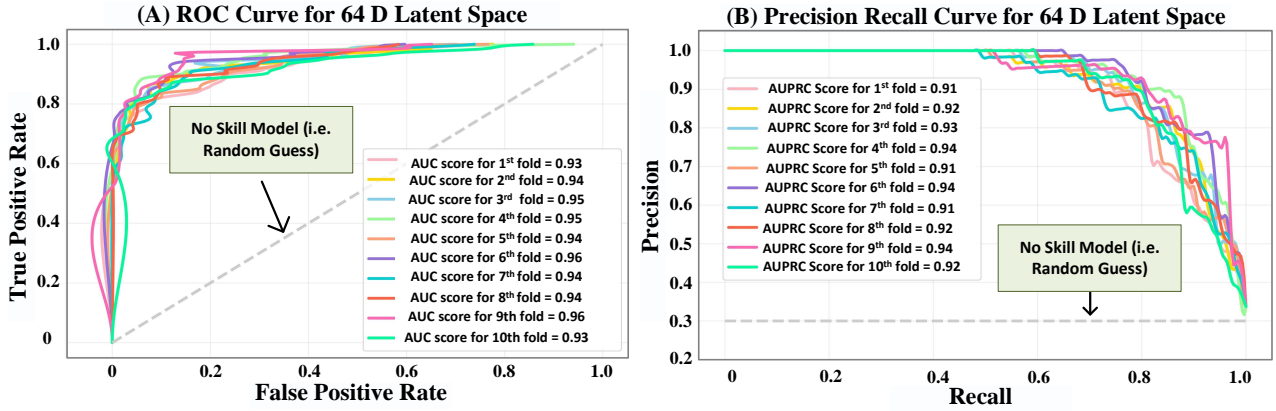 (A) ROC Curve for 64 D Latent Space
1.0
0.8
0.6
0.4
0.2
0
True Positive Rate
No Skill Model (i.e.
Random Guess)
AUC score for 1st fold = 0.93
AUC score for 2nd fold = 0.94
AUC score for 3rd fold = 0.95
AUC score for 4th fold = 0.95
AUC score for 5th fold = 0.94
AUC score for 6th fold = 0.96
AUC score for 7th fold = 0.94
AUC score for 8th fold = 0.94
AUC score for 9th fold = 0.96
AUC score for 10th fold = 0.93
0
0.2
0.4
0.6
0.8
1.0
False Positive Rate
(B) Precision Recall Curve for 64 D Latent Space
1.0
0.9
0.8
0.7
0.6
0.5
0.4
0.3
0.2
Precision
AUPRC Score for 1st fold = 0.91
AUPRC Score for 2nd fold = 0.92
AUPRC Score for 3rd fold = 0.93
AUPRC Score for 4th fold = 0.94
AUPRC Score for 5th fold = 0.91
AUPRC Score for 6th fold = 0.94
AUPRC Score for 7th fold = 0.91
AUPRC Score for 8th fold = 0.92
AUPRC Score for 9th fold = 0.94
AUPRC Score for 10th fold = 0.92
No Skill Model (i.e.
Random Guess)
0
0.2
0.4
0.6
0.8
1.0
Recall